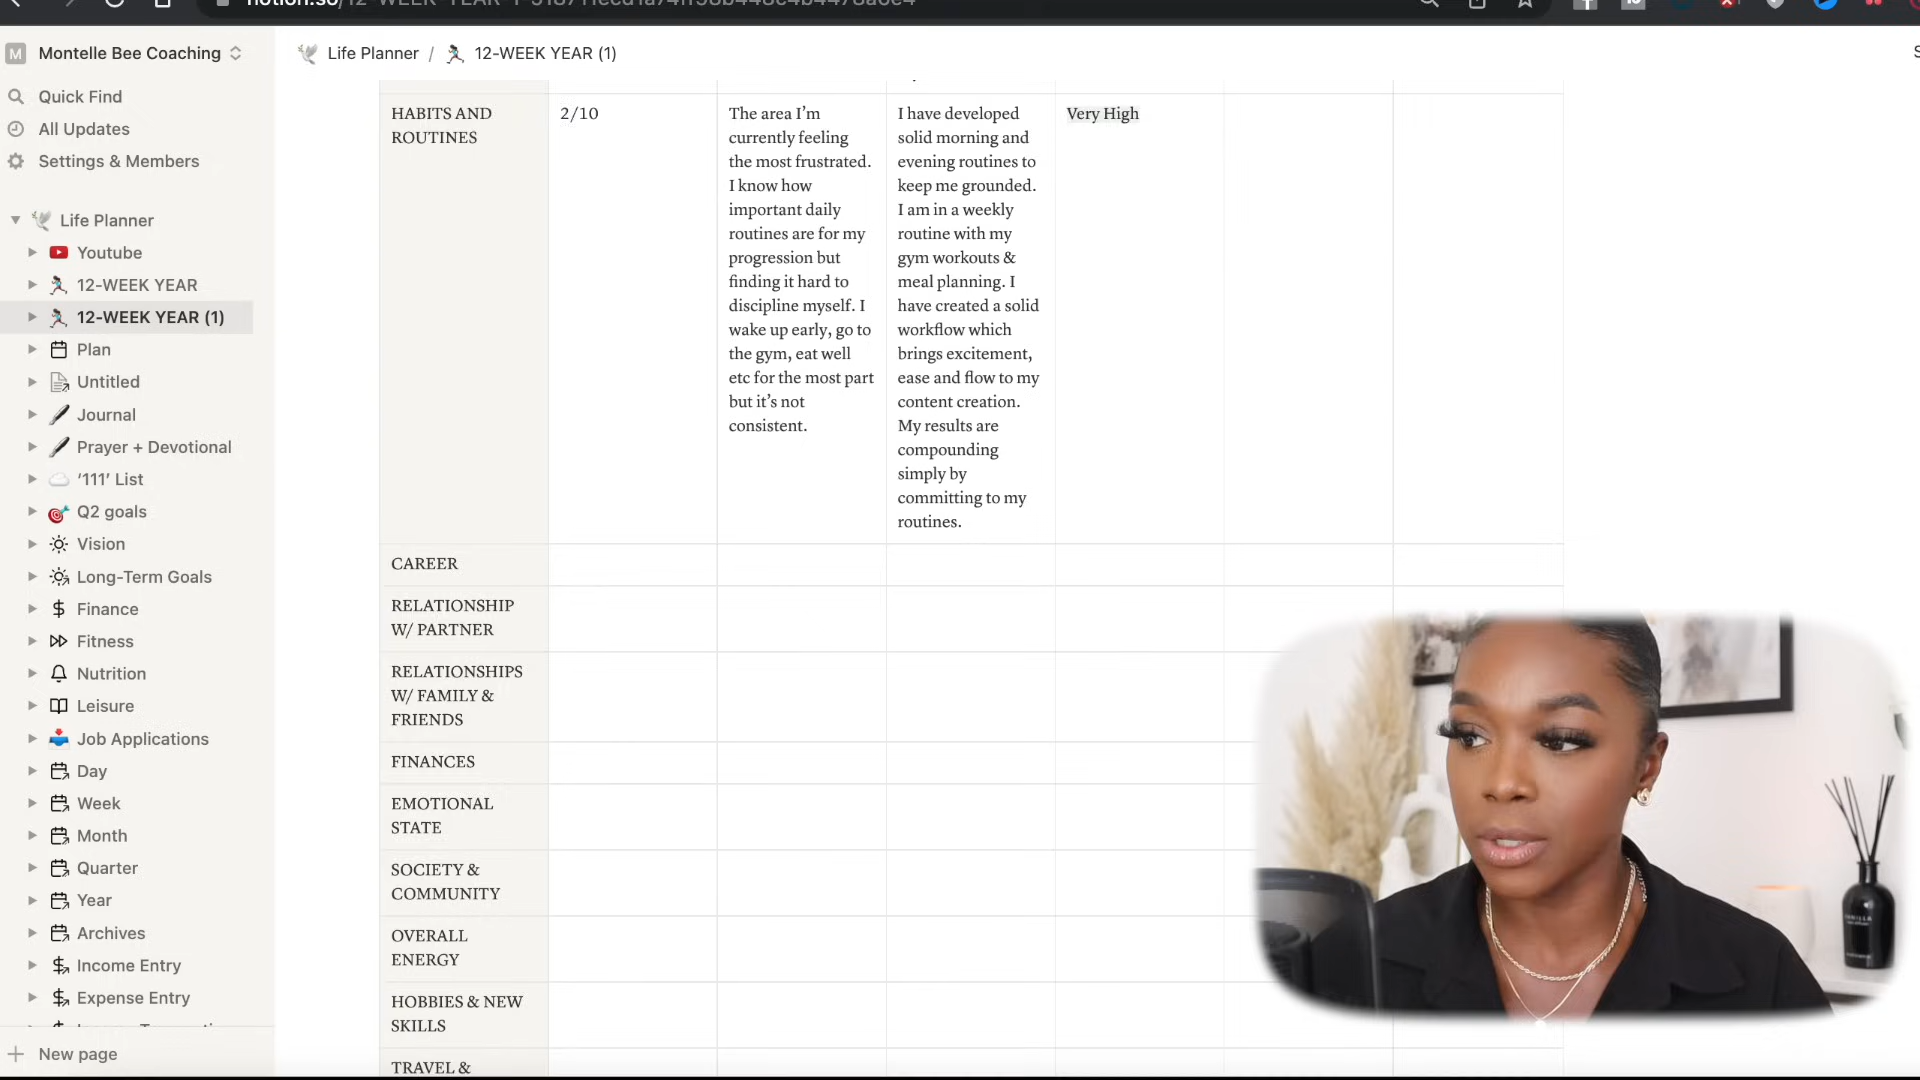 Montelle Bee Coaching
Quick Find
All Updates
Settings & Members
Life Planner
Youtube
12-WEEK YEAR
12-WEEK YEAR (1)
Plan
Untitled
Journal
Prayer + Devotional
‘111’ List
Q2 goals
Vision
Long-Term Goals
Finance
Fitness
Nutrition
Leisure
Job Applications
Day
Week
Month
Quarter
Year
Archives
Income Entry
Expense Entry
New page
Life Planner / 12-WEEK YEAR (1)
HABITS AND
ROUTINES
2/10
The area I’m
currently feeling
the most frustrated.
I know how
important daily
routines are for my
progression but
finding it hard to
discipline myself. I
wake up early, go to
the gym, eat well
etc for the most part
but it’s not
consistent.
I have developed
solid morning and
evening routines to
keep me grounded.
I am in a weekly
routine with my
gym workouts &
meal planning. I
have created a solid
workflow which
brings excitement,
ease and flow to my
content creation.
My results are
compounding
simply by
committing to my
routines.
Very High
CAREER
RELATIONSHIP
W/ PARTNER
RELATIONSHIPS
W/ FAMILY &
FRIENDS
FINANCES
EMOTIONAL
STATE
SOCIETY &
COMMUNITY
OVERALL
ENERGY
HOBBIES & NEW
SKILLS
TRAVEL &